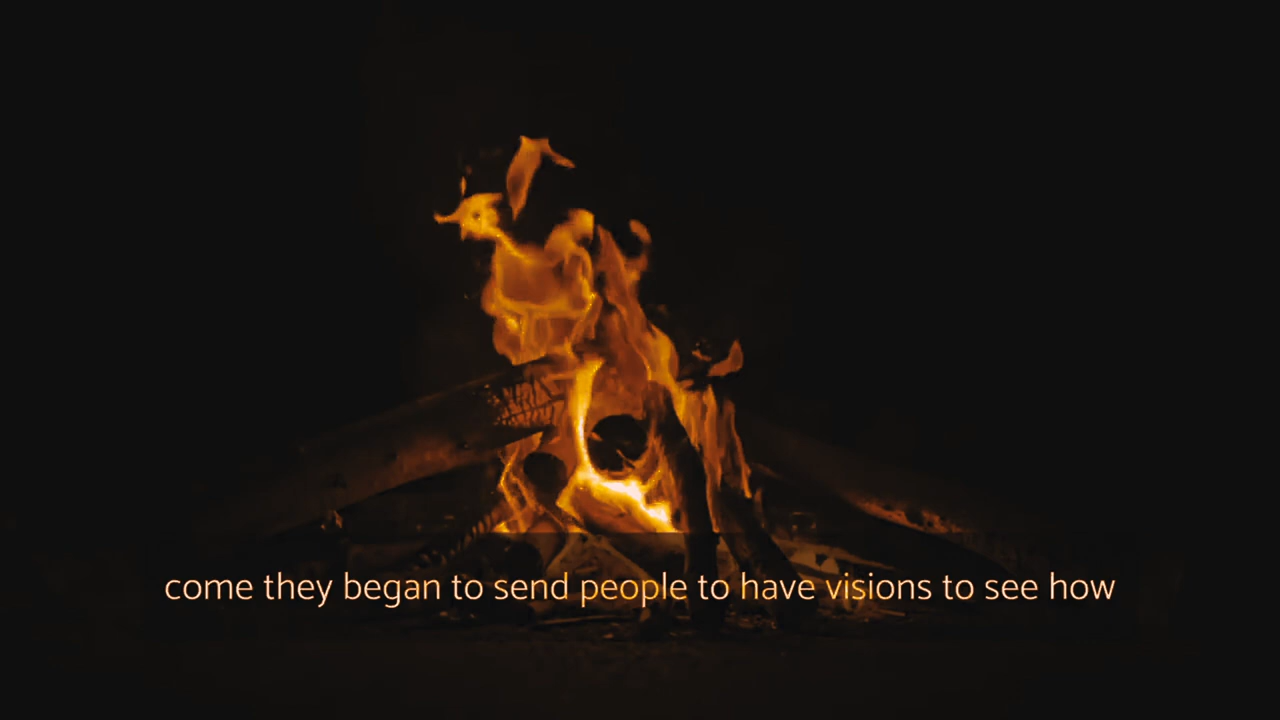 come they began to send people to have visions to see how